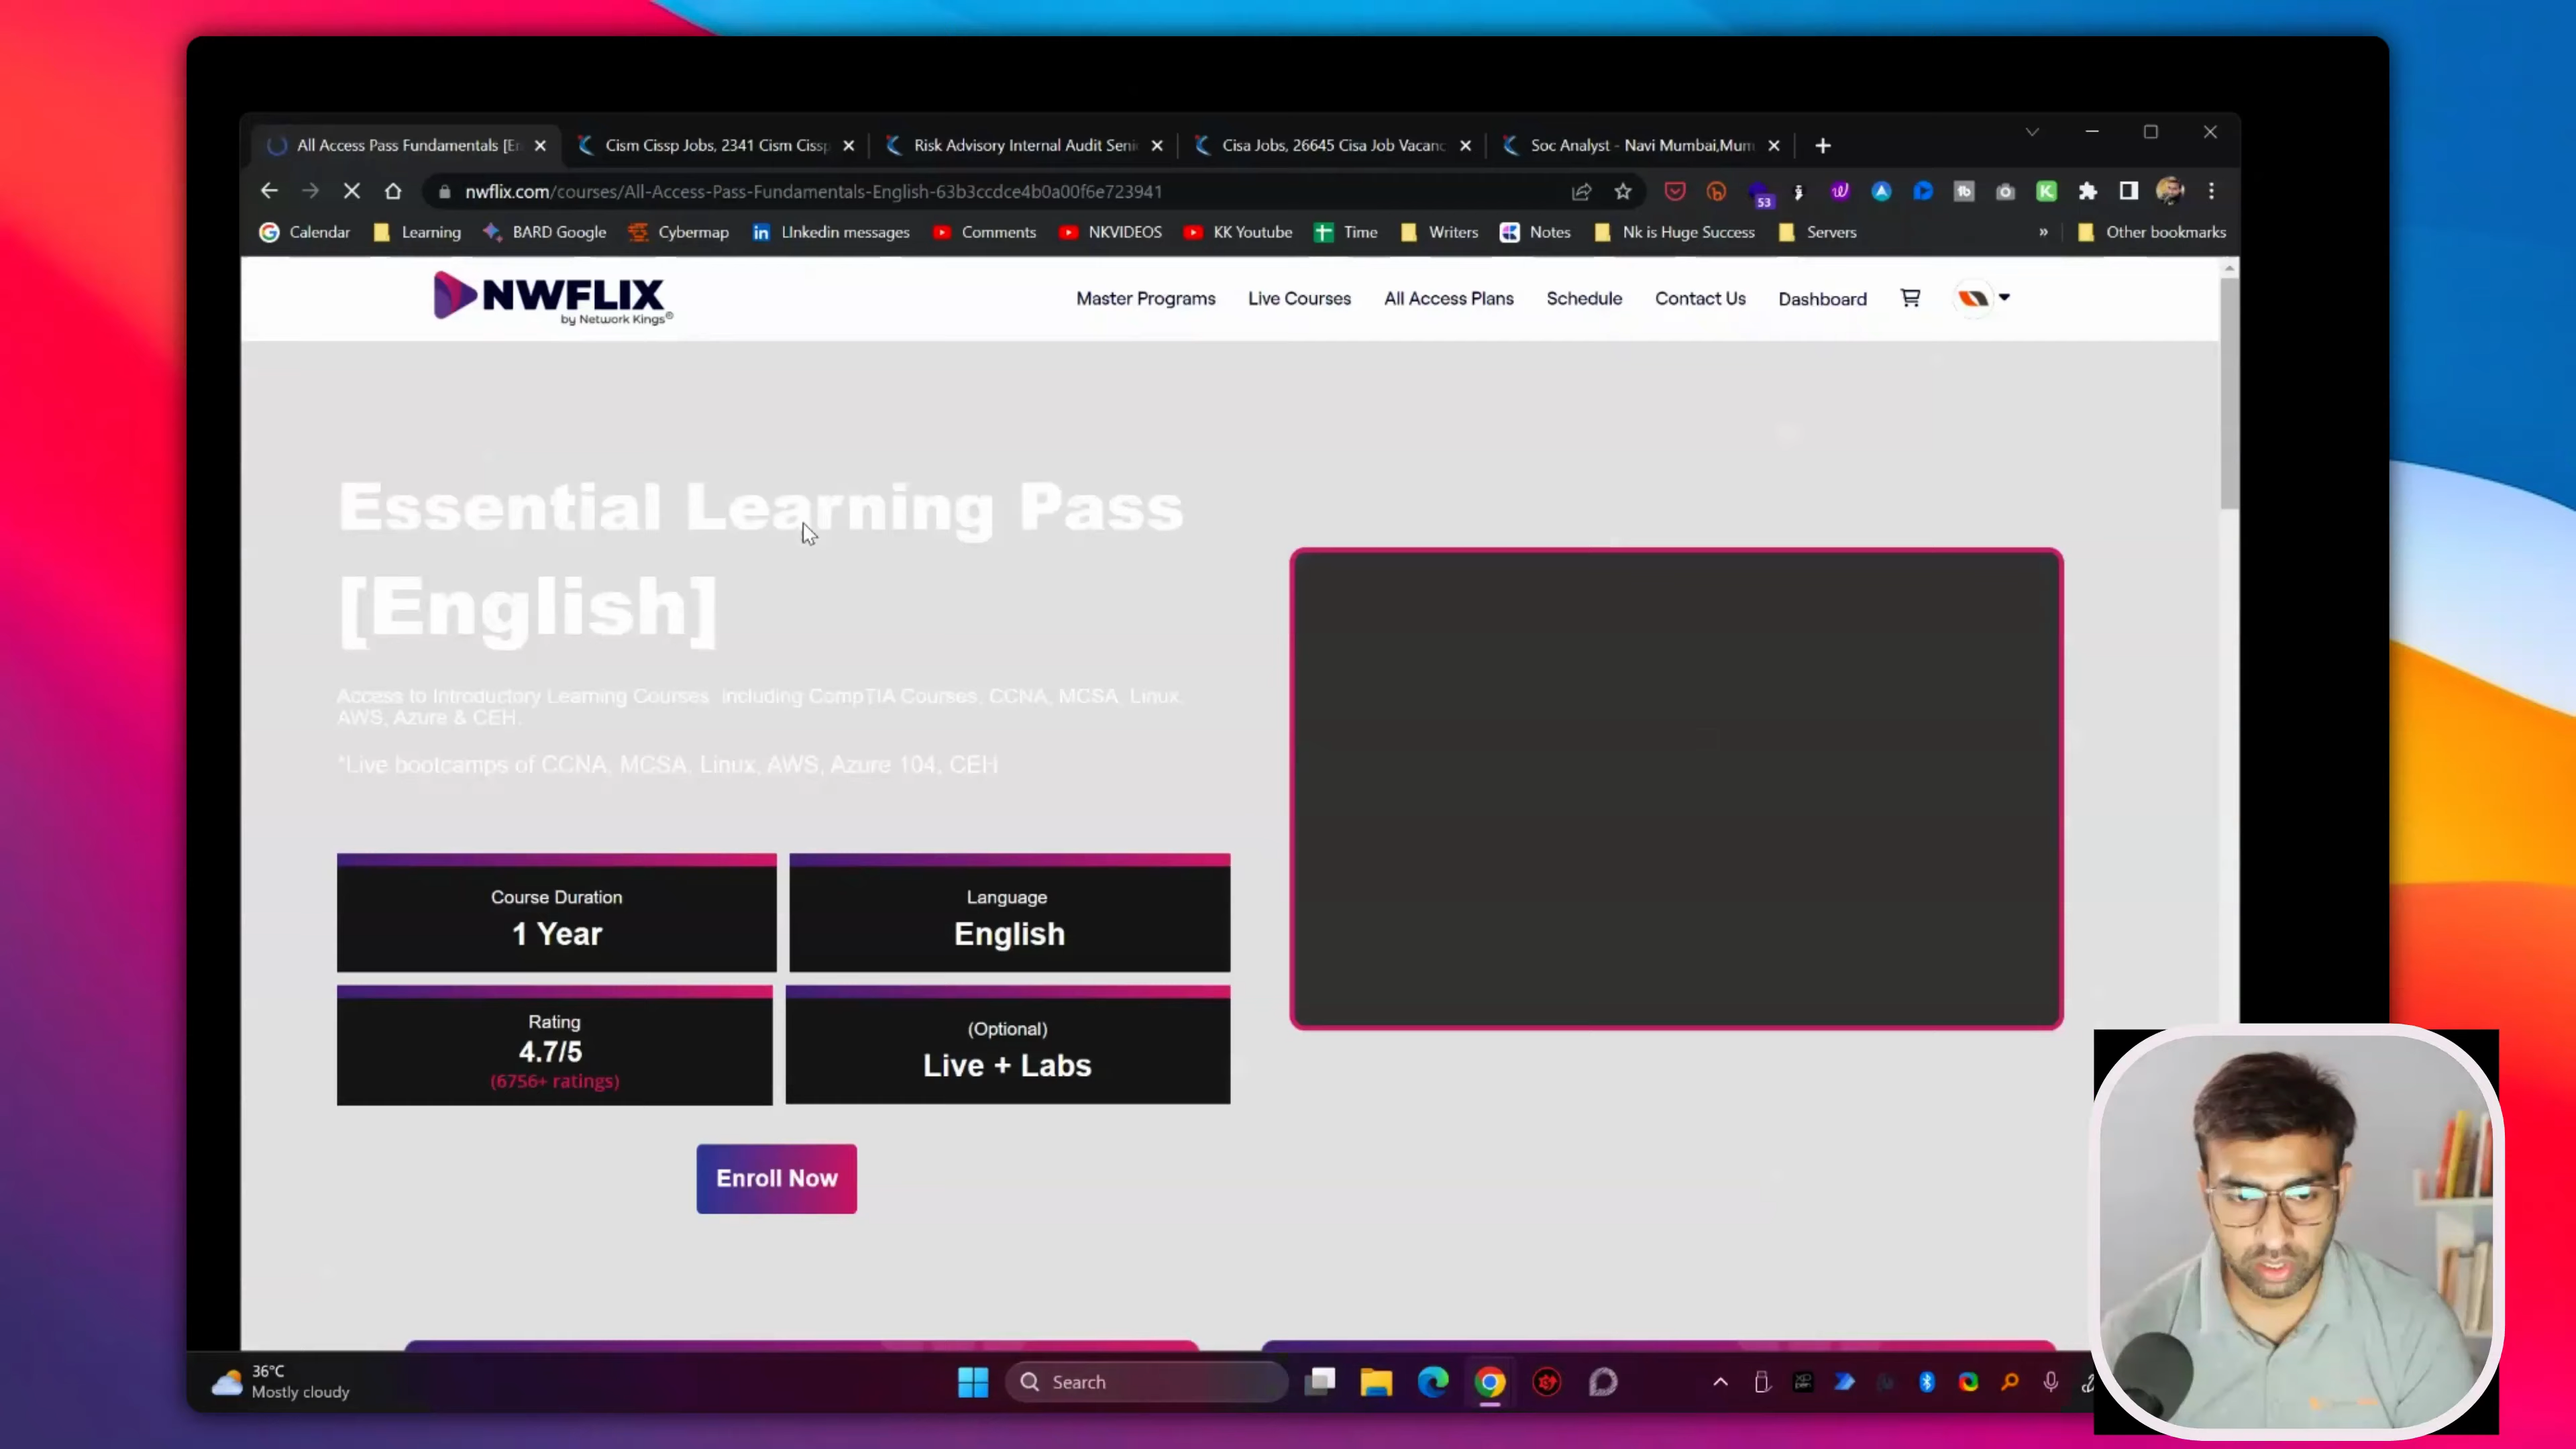 All Access Pass Fundamentals [En
Cism Cissp Jobs, 2341 Cism Cissp
Risk Advisory Internal Audit Seni
Cisa Jobs, 26645 Cisa Job Vacanc
Soc Analyst - Navi Mumbai,Mum
nwflix.com/courses/All-Access-Pass-Fundamentals-English-63b3ccdce4b0a00f6e723941
53
Calendar
Learning
BARD Google
Cybermap
LInkedin messages
Comments
NKVIDEOS
KK Youtube
Time
Writers
Notes
Nk is Huge Success
Servers
»
Other bookmarks
NWFLIX
by Network Kings®
Master Programs
Live Courses
All Access Plans
Schedule
Contact Us
Dashboard
Essential Learning Pass
[English]
Access to Introductory Learning Courses including CompTIA Courses, CCNA, MCSA, Linux,
AWS, Azure & CEH.
*Live bootcamps of CCNA, MCSA, Linux, AWS, Azure 104, CEH
Course Duration
1 Year
Language
English
Rating
4.7/5
(6756+ ratings)
(Optional)
Live + Labs
Enroll Now
36°C
Mostly cloudy
Search